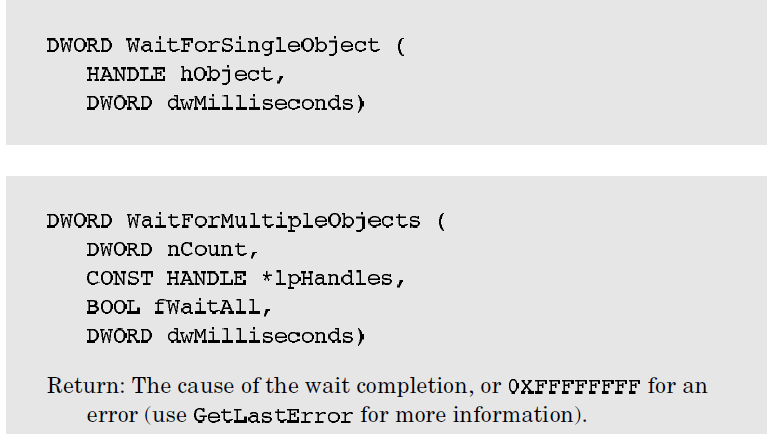 DWORD WaitForSingleObject (
HANDLE hObject,
DWORD dwMilliseconds)
DWORD WaitForMultipleObjects (
DWORD nCount,
CONST HANDLE *lpHandles,
BOOL fWaitAll,
DWORD dwMilliseconds)
Return: The cause of the wait completion, or 0XFFFFFFFF for an
error (use GetLastError for more information).